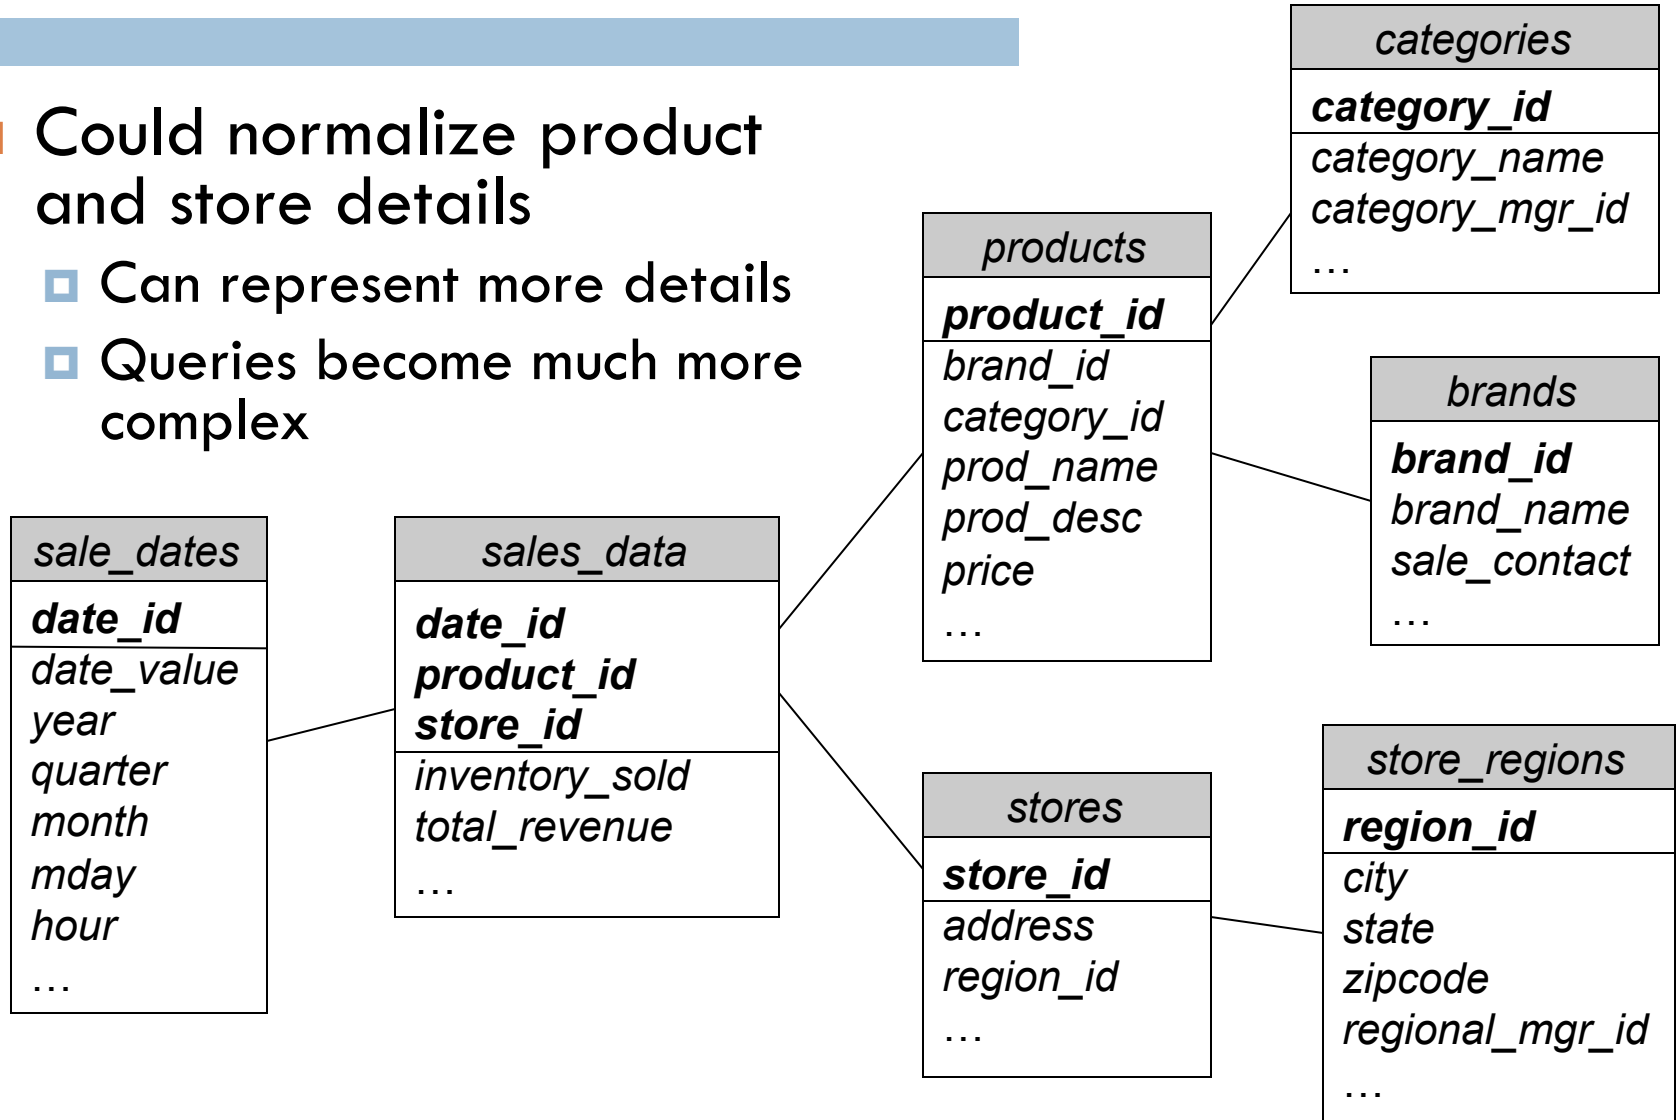 Could normalize product
and store details
Can represent more details
Queries become much more
complex
sale_dates
date_id
date_value
year
quarter
month
mday
hour
…
sales_data
date_id
product_id
store_id
inventory_sold
total_revenue
…
products
product_id
brand_id
category_id
prod_name
prod_desc
price
…
categories
category_id
category_name
category_mgr_id
…
brands
brand_id
brand_name
sale_contact
…
stores
store_id
address
region_id
…
store_regions
region_id
city
state
zipcode
regional_mgr_id
…